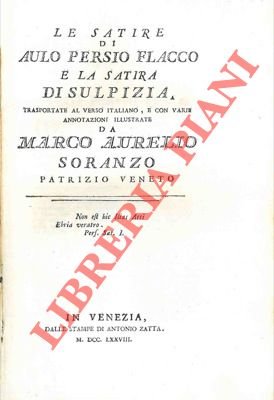 LE SATIRE
DI
AULO PERSIO FLACCO
E LA SATIRA
DI SULPIZIA.
TRASPORTATE AL VERSO ITALIANO, E CON VARIE
ANNOTAZIONI ILLUSTRATE
DA
MARCO AURELIO
SORANZO
PATRIZIO VENETO
Non est hic Ilias Atti
Ebria veratro.
Pers. Sat. I.
IN VENEZIA,
DALLE STAMPE DI ANTONIO ZATTA.
M. DCC. LXXVIII.
LIBRERIA PIANI